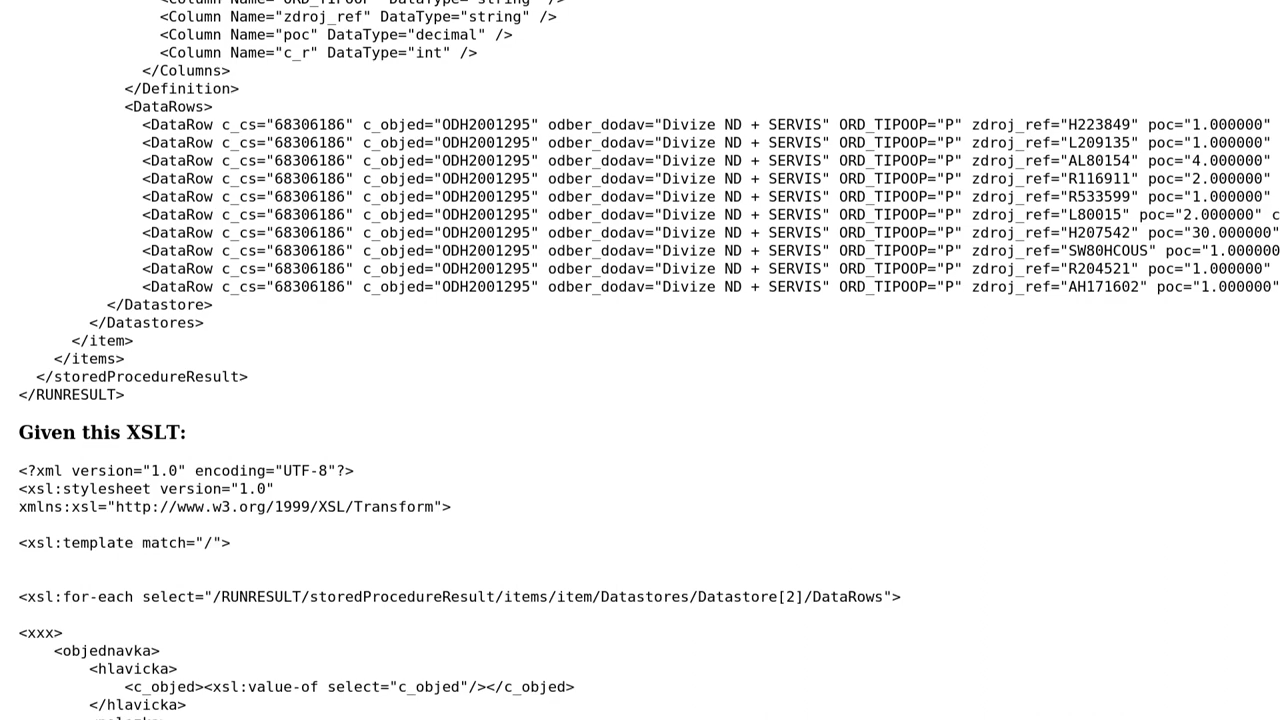 <Column Name="ORD_TIPOOP" DataType="string" />
<Column Name="zdroj_ref" DataType="string" />
<Column Name="poc" DataType="decimal" />
<Column Name="c_r" DataType="int" />
</Columns>
</Definition>
<DataRows>
<DataRow c_cs="68306186" c_objed="ODH2001295" odber_dodav="Divize ND + SERVIS" ORD_TIPOOP="P" zdroj_ref="H223849" poc="1.000000"
<DataRow c_cs="68306186" c_objed="ODH2001295" odber_dodav="Divize ND + SERVIS" ORD_TIPOOP="P" zdroj_ref="L209135" poc="1.000000"
<DataRow c_cs="68306186" c_objed="ODH2001295" odber_dodav="Divize ND + SERVIS" ORD_TIPOOP="P" zdroj_ref="AL80154" poc="4.000000"
<DataRow c_cs="68306186" c_objed="ODH2001295" odber_dodav="Divize ND + SERVIS" ORD_TIPOOP="P" zdroj_ref="R116911" poc="2.000000"
<DataRow c_cs="68306186" c_objed="ODH2001295" odber_dodav="Divize ND + SERVIS" ORD_TIPOOP="P" zdroj_ref="R533599" poc="1.000000"
<DataRow c_cs="68306186" c_objed="ODH2001295" odber_dodav="Divize ND + SERVIS" ORD_TIPOOP="P" zdroj_ref="L80015" poc="2.000000" c
<DataRow c_cs="68306186" c_objed="ODH2001295" odber_dodav="Divize ND + SERVIS" ORD_TIPOOP="P" zdroj_ref="H207542" poc="30.000000"
<DataRow c_cs="68306186" c_objed="ODH2001295" odber_dodav="Divize ND + SERVIS" ORD_TIPOOP="P" zdroj_ref="SW80HCOUS" poc="1.000000
<DataRow c_cs="68306186" c_objed="ODH2001295" odber_dodav="Divize ND + SERVIS" ORD_TIPOOP="P" zdroj_ref="R204521" poc="1.000000"
<DataRow c_cs="68306186" c_objed="ODH2001295" odber_dodav="Divize ND + SERVIS" ORD_TIPOOP="P" zdroj_ref="AH171602" poc="1.000000"
</Datastore>
</Datastores>
</item>
</items>
</storedProcedureResult>
</RUNRESULT>
Given this XSLT:
<?xml version="1.0" encoding="UTF-8"?>
<xsl:stylesheet version="1.0"
xmlns:xsl="http://www.w3.org/1999/XSL/Transform">
<xsl:template match="/">
<xsl:for-each select="/RUNRESULT/storedProcedureResult/items/item/Datastores/Datastore[2]/DataRows">
<xxx>
<objednavka>
<hlavicka>
<c_objed><xsl:value-of select="c_objed"/></c_objed>
</hlavicka>